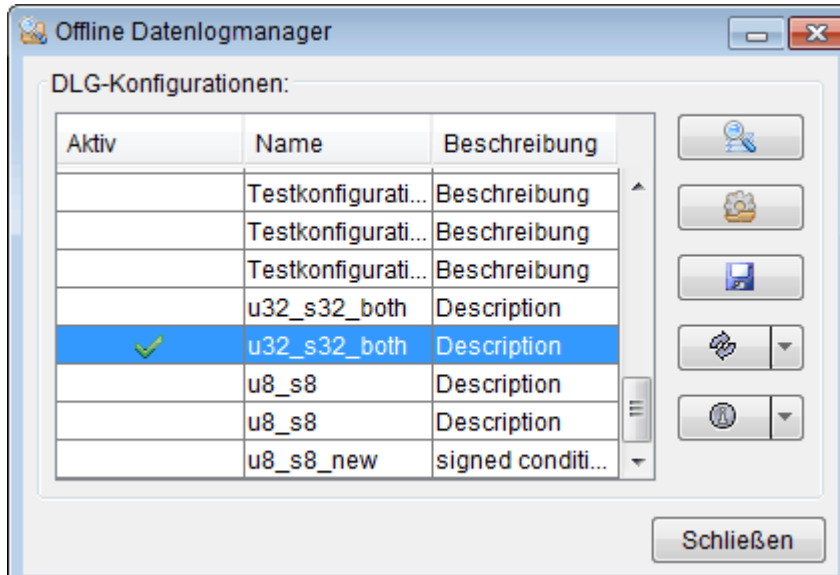 Offline Datenlogmanager
DLG-Konfigurationen:
Aktiv Name Beschreibung
Testkonfigurati... Beschreibung
Testkonfigurati... Beschreibung
Testkonfigurati... Beschreibung
u32_s32_both Description
u32_s32_both Description
u8_s8 Description
u8_s8 Description
u8_s8_new signed conditi...
Schließen